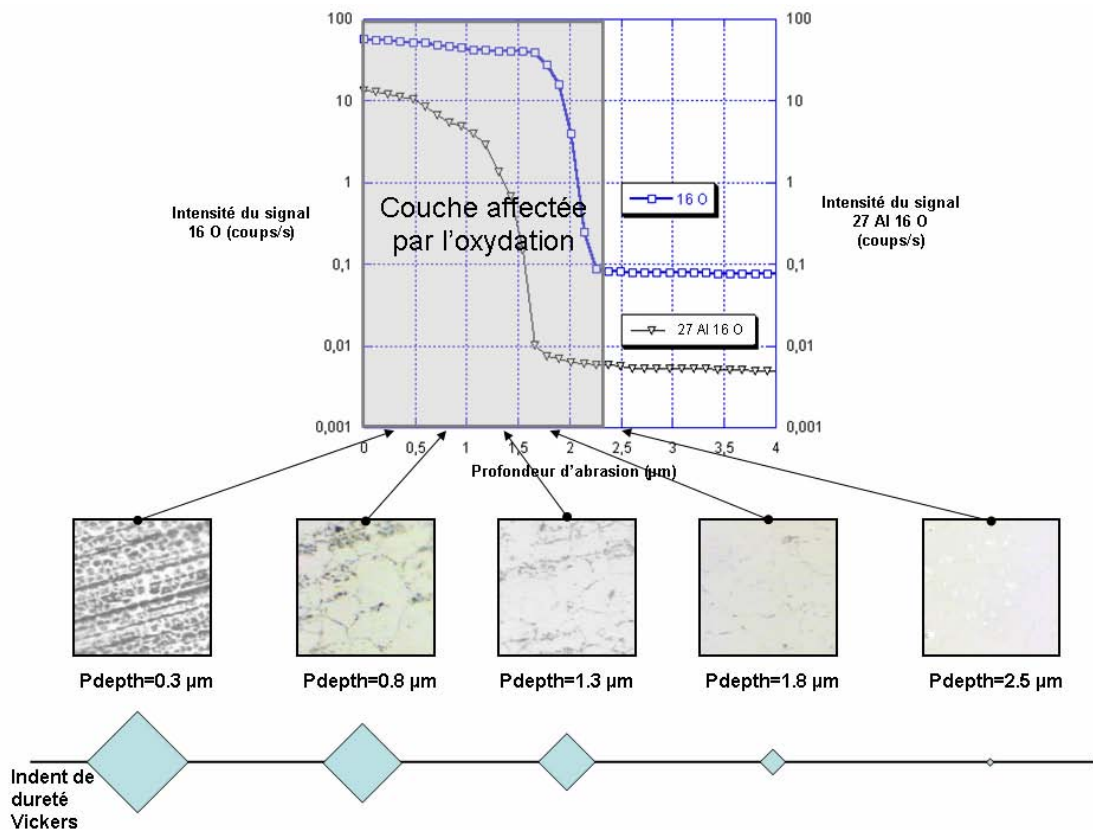 100
10
1
0,1
0,01
0,001
Intensité du signal
16 O (coups/s)
100
10
1
0,1
0,01
0,001
Intensité du signal
27 Al 16 O
(coups/s)
Couche affectée
par l'oxydation
16 O
27 Al 16 O
0 0,5 1 1,5 2 2,5 3 3,5 4
Profondeur d'abrasion (µm)
Pdepth=0.3 µm
Pdepth=0.8 µm
Pdepth=1.3 µm
Pdepth=1.8 µm
Pdepth=2.5 µm
Indent de
dureté
Vickers